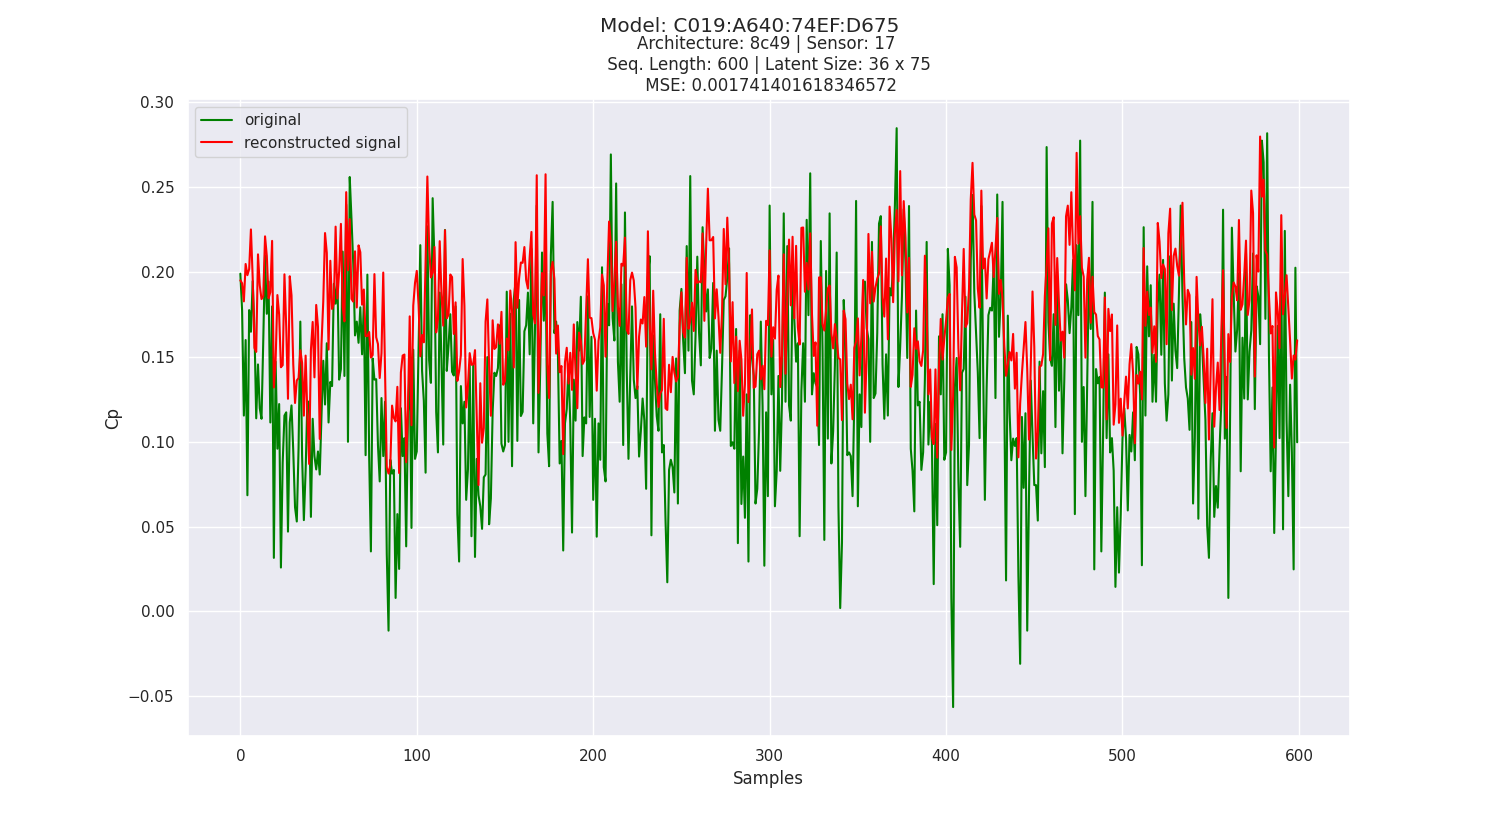 Model: C019:A640:74EF:D675
Architecture: 8c49 | Sensor: 17
Seq. Length: 600 | Latent Size: 36 x 75
MSE: 0.001741401618346572
original
reconstructed signal
0.30
0.25
0.20
0.15
0.10
0.05
0.00
−0.05
Cp
0 100 200 300 400 500 600
Samples